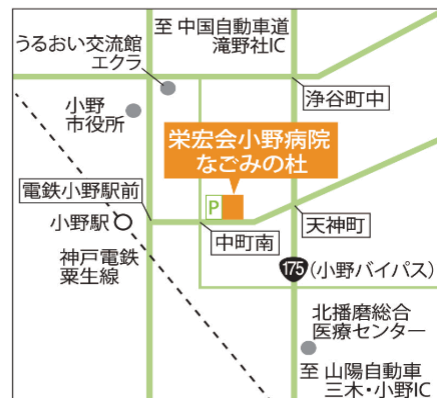 至 中国自動車道
滝野社IC
うるおい交流館
エクラ
浄谷町中
小野
市役所
栄宏会小野病院
なごみの杜
電鉄小野駅前
P
小野駅
中町南
天神町
神戸電鉄
粟生線
175 (小野バイパス)
北播磨総合
医療センター
至 山陽自動車
三木・小野IC